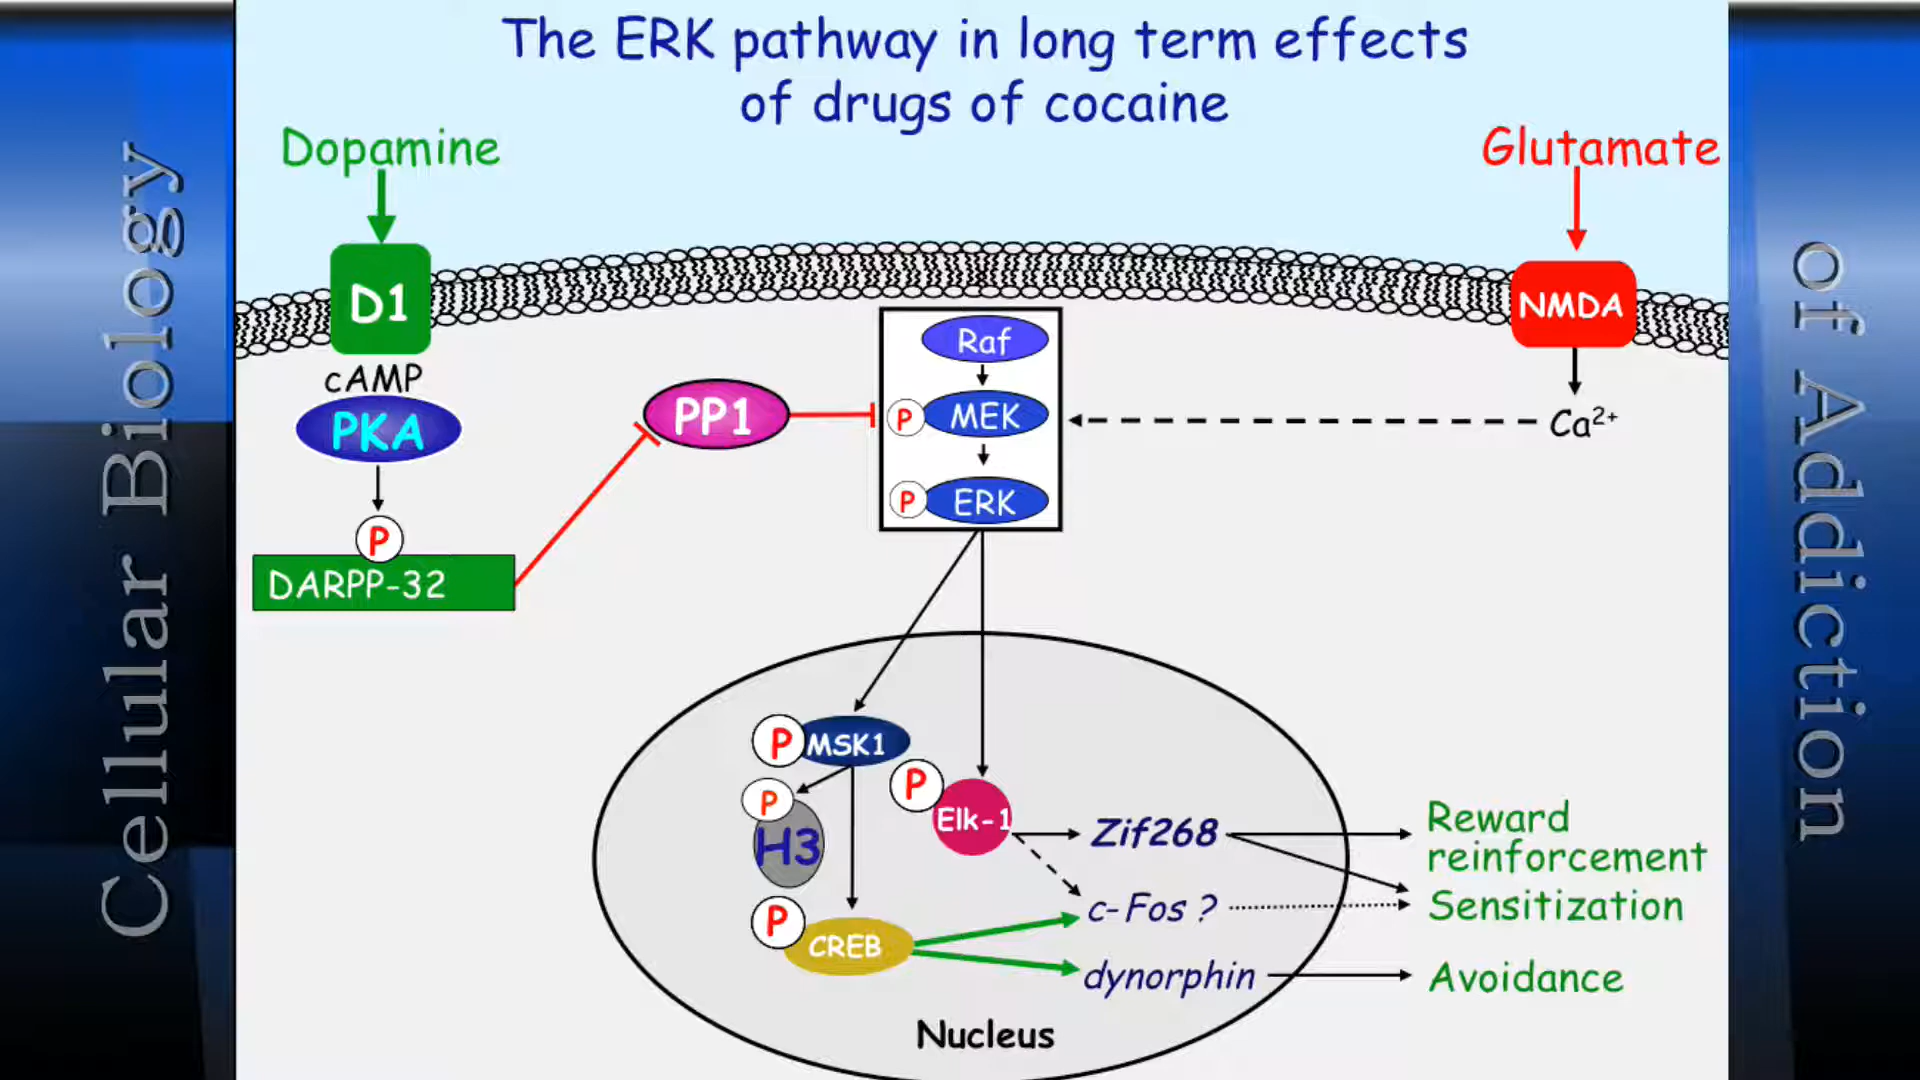 The ERK pathway in long term effects
of drugs of cocaine
Cellular Biology
of Addiction
Dopamine
Glutamate
D1
NMDA
cAMP
PKA
P
DARPP-32
PP1
Raf
P MEK
P ERK
Ca2+
P MSK1
P
H3
P
Elk-1
Zif268
c-Fos ?
P
CREB
dynorphin
Reward
reinforcement
Sensitization
Avoidance
Nucleus